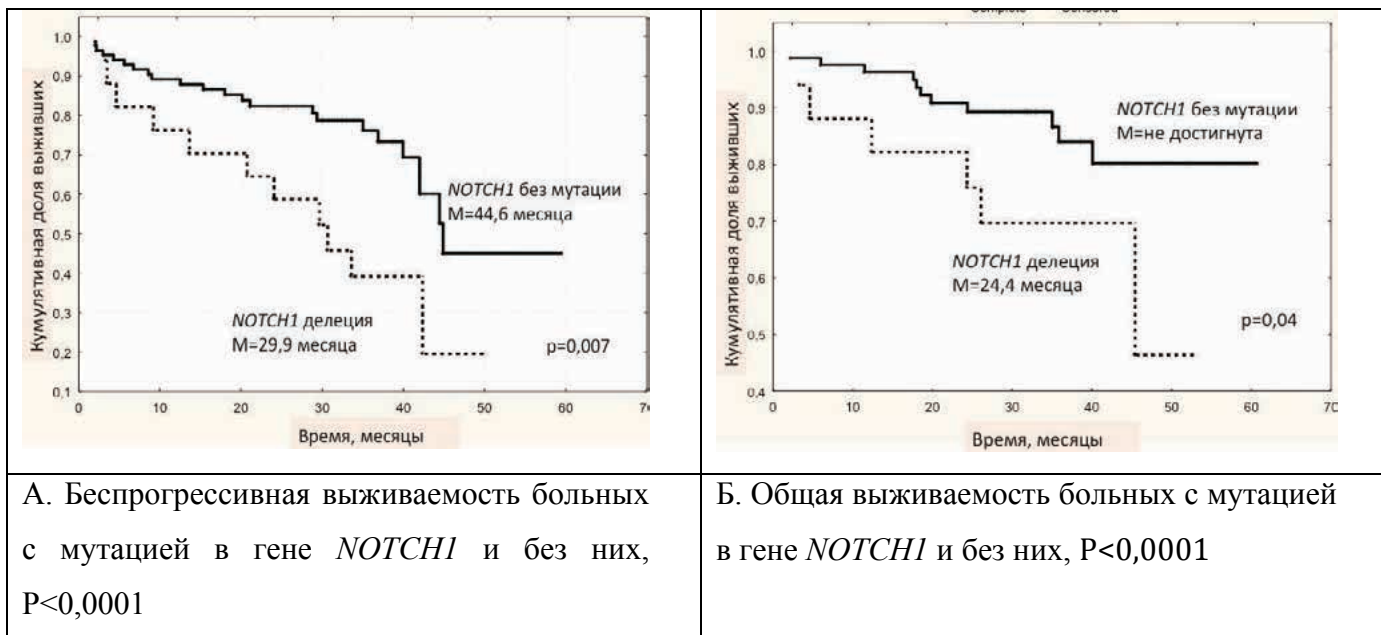 Complete Censored
1,0
0,9
0,8
0,7
0,6
0,5
0,4
0,3
0,2
0,1
Кумулятивная доля выживших
NOTCH1 без мутации
М=44,6 месяца
NOTCH1 делеция
М=29,9 месяца
p=0,007
0 10 20 30 40 50 60 70
Время, месяцы
1,0
0,9
0,8
0,7
0,6
0,5
0,4
Кумулятивная доля выживших
NOTCH1 без мутации
М=не достигнута
NOTCH1 делеция
М=24,4 месяца
p=0,04
0 10 20 30 40 50 60 70
Время, месяцы
А. Беспрогрессивная выживаемость больных
с мутацией в гене NOTCH1 и без них,
P<0,0001
Б. Общая выживаемость больных с мутацией
в гене NOTCH1 и без них, P<0,0001